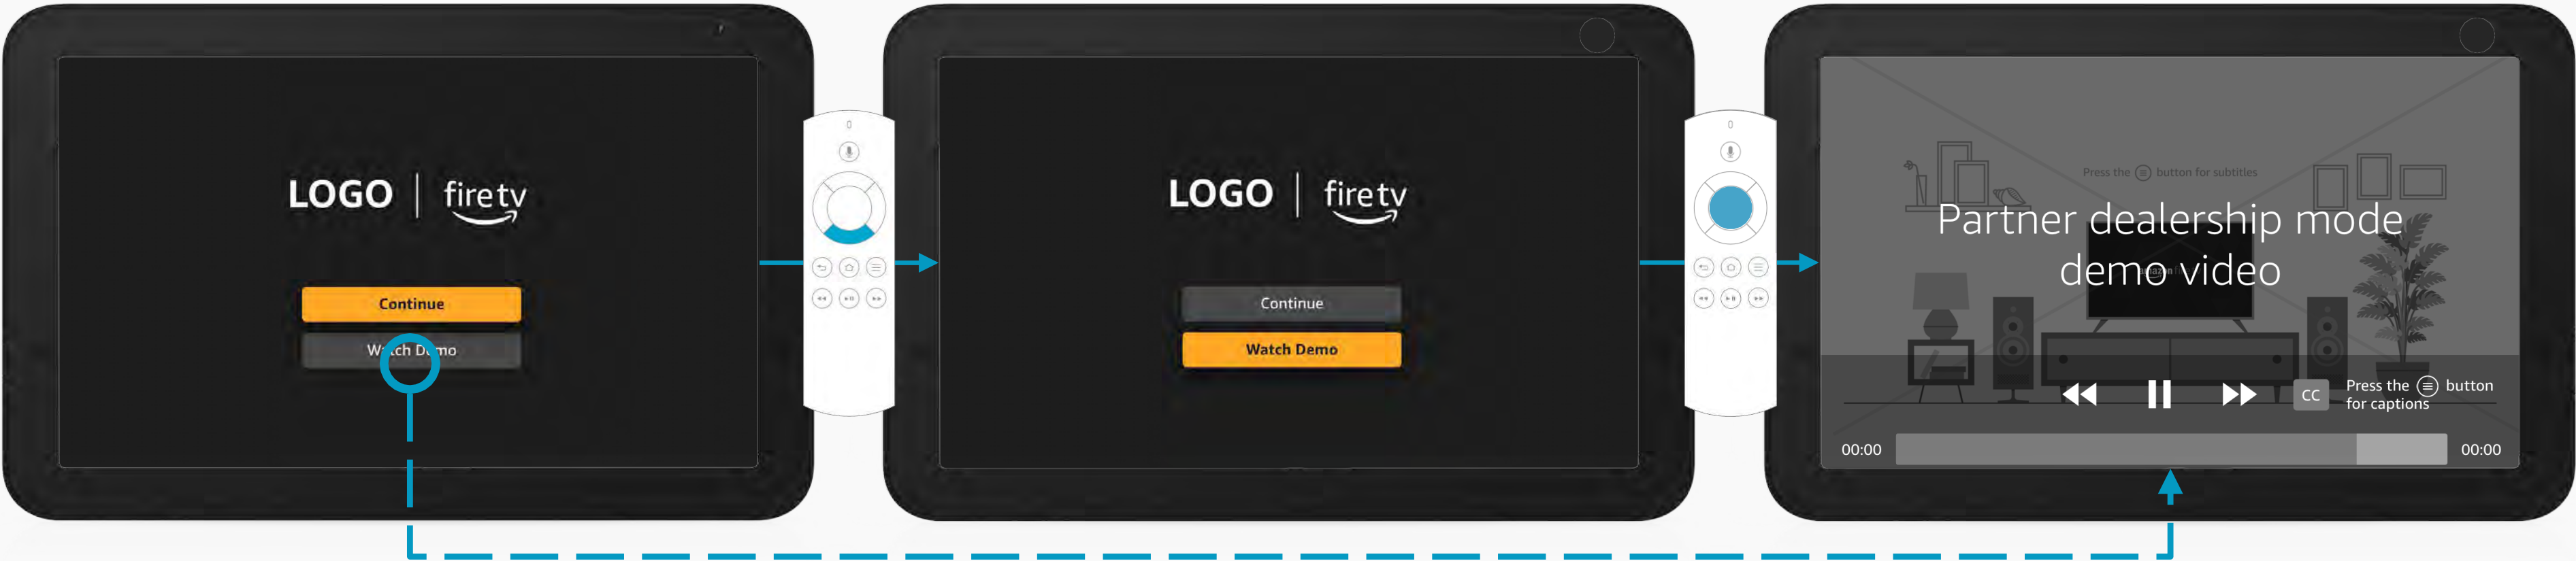 LOGO
fire tv
Continue
Watch Demo
LOGO
fire tv
Continue
Watch Demo
Press the button for subtitles
Partner dealership mode
demo video
CC
Press the button
for captions
00:00
00:00